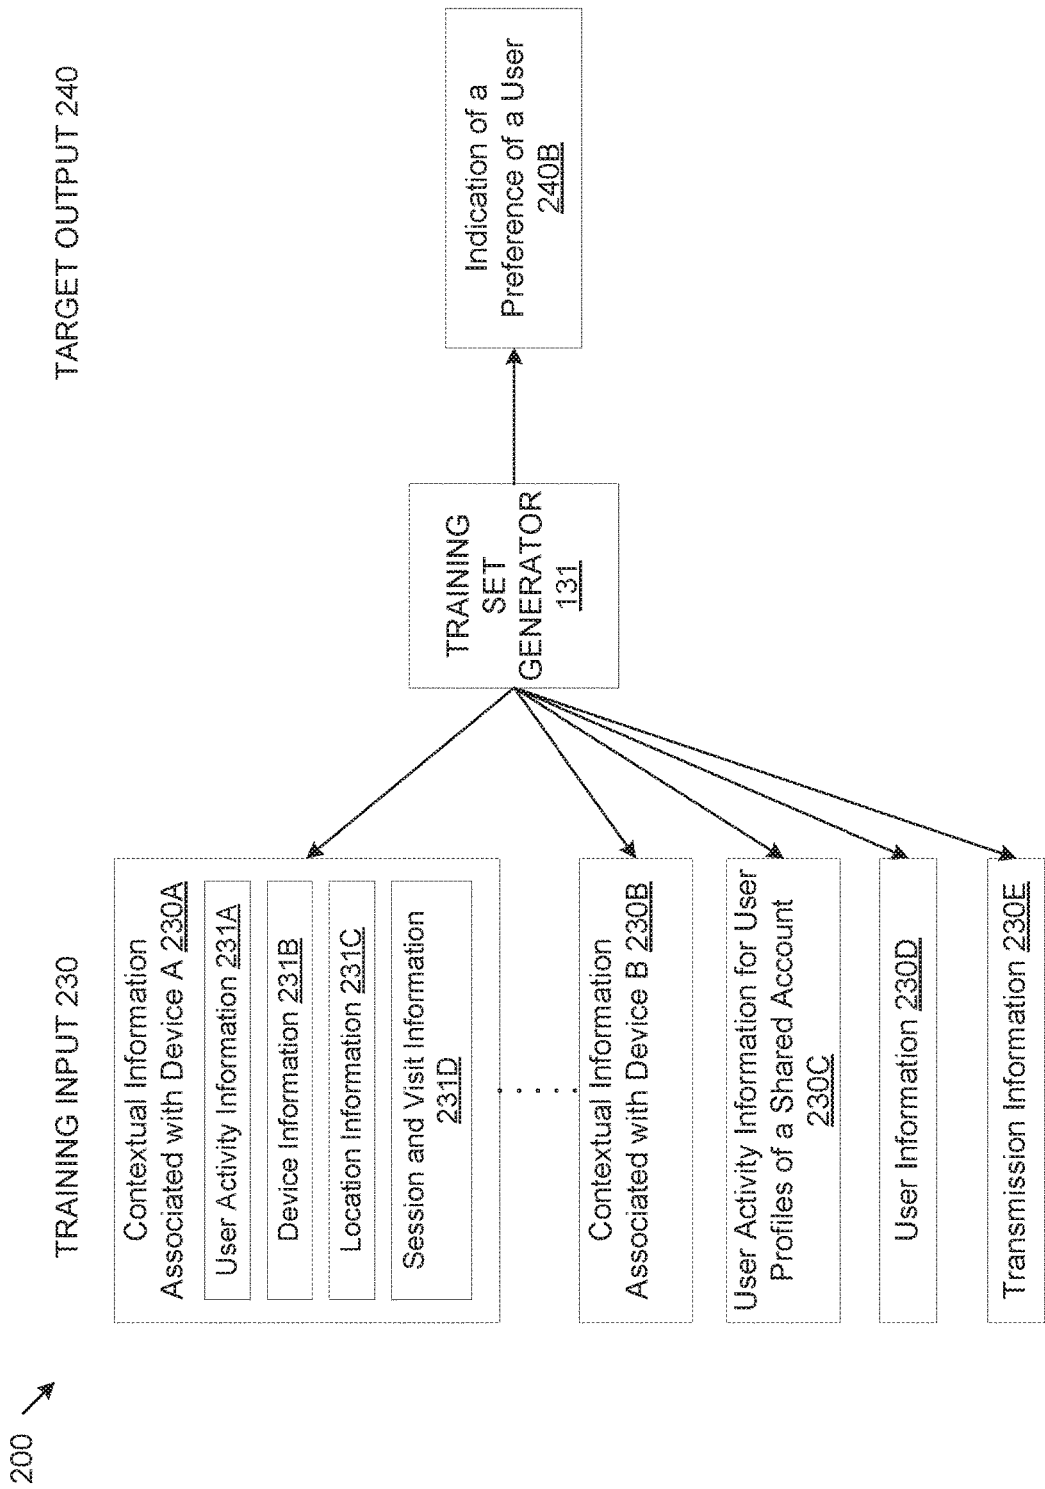 200
TRAINING INPUT 230
TARGET OUTPUT 240
Contextual Information
Associated with Device A 230A
User Activity Information 231A
Device Information 231B
Location Information 231C
Session and Visit Information
231D
. . . . .
Contextual Information
Associated with Device B 230B
User Activity Information for User
Profiles of a Shared Account
230C
User Information 230D
Transmission Information 230E
TRAINING
SET
GENERATOR
131
Indication of a
Preference of a User
240B